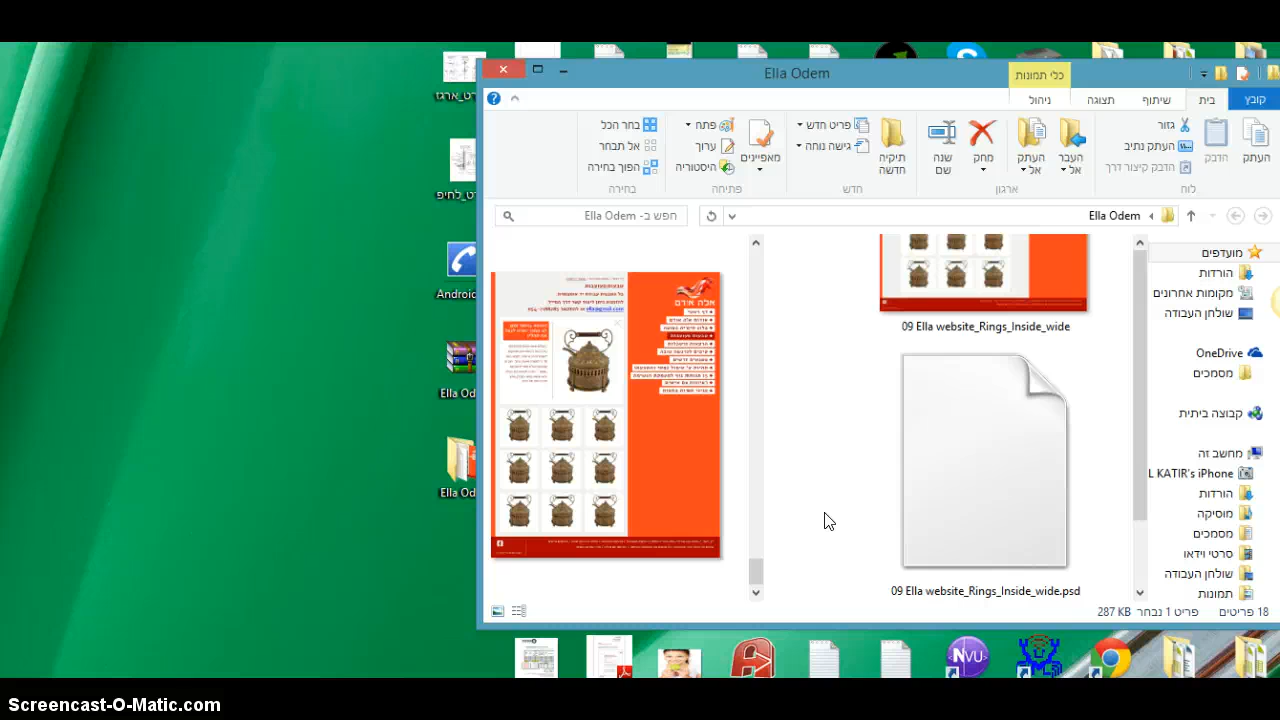 Ella Odem
כלי תמונות
קובץ
בית
שיתוף
תצוגה
ניהול
העתק
הדבק
גזור
העתק נתיב
הדבק קיצור דרך
לוח
העבר אל
העתק אל
מחק
שנה שם
ארגון
תיקיה חדשה
פריט חדש
גישה נוחה
חדש
מאפיינים
פתח
ערוך
היסטוריה
פתיחה
בחר הכל
אל תבחר
הפוך בחירה
בחירה
Ella Odem
חפש ב- Ella Odem
מועדפים
הורדות
מקומות אחרונים
שולחן העבודה
OneDrive
מסמכים
קבוצה ביתית
מחשב זה
L KATIR's iPhone
הורדות
מוסיקה
מסמכים
סרטי וידאו
שולחן העבודה
תמונות
09 Ella website_Rings_Inside_wide
09 Ella website_Rings_Inside_wide.psd
אלה אודם
18 פריטים
פריט 1 נבחר
287 KB
רט_ארגז
רט_לחיפ
Android
Ella Od
Ella Od
NVU
Screencast-O-Matic.com